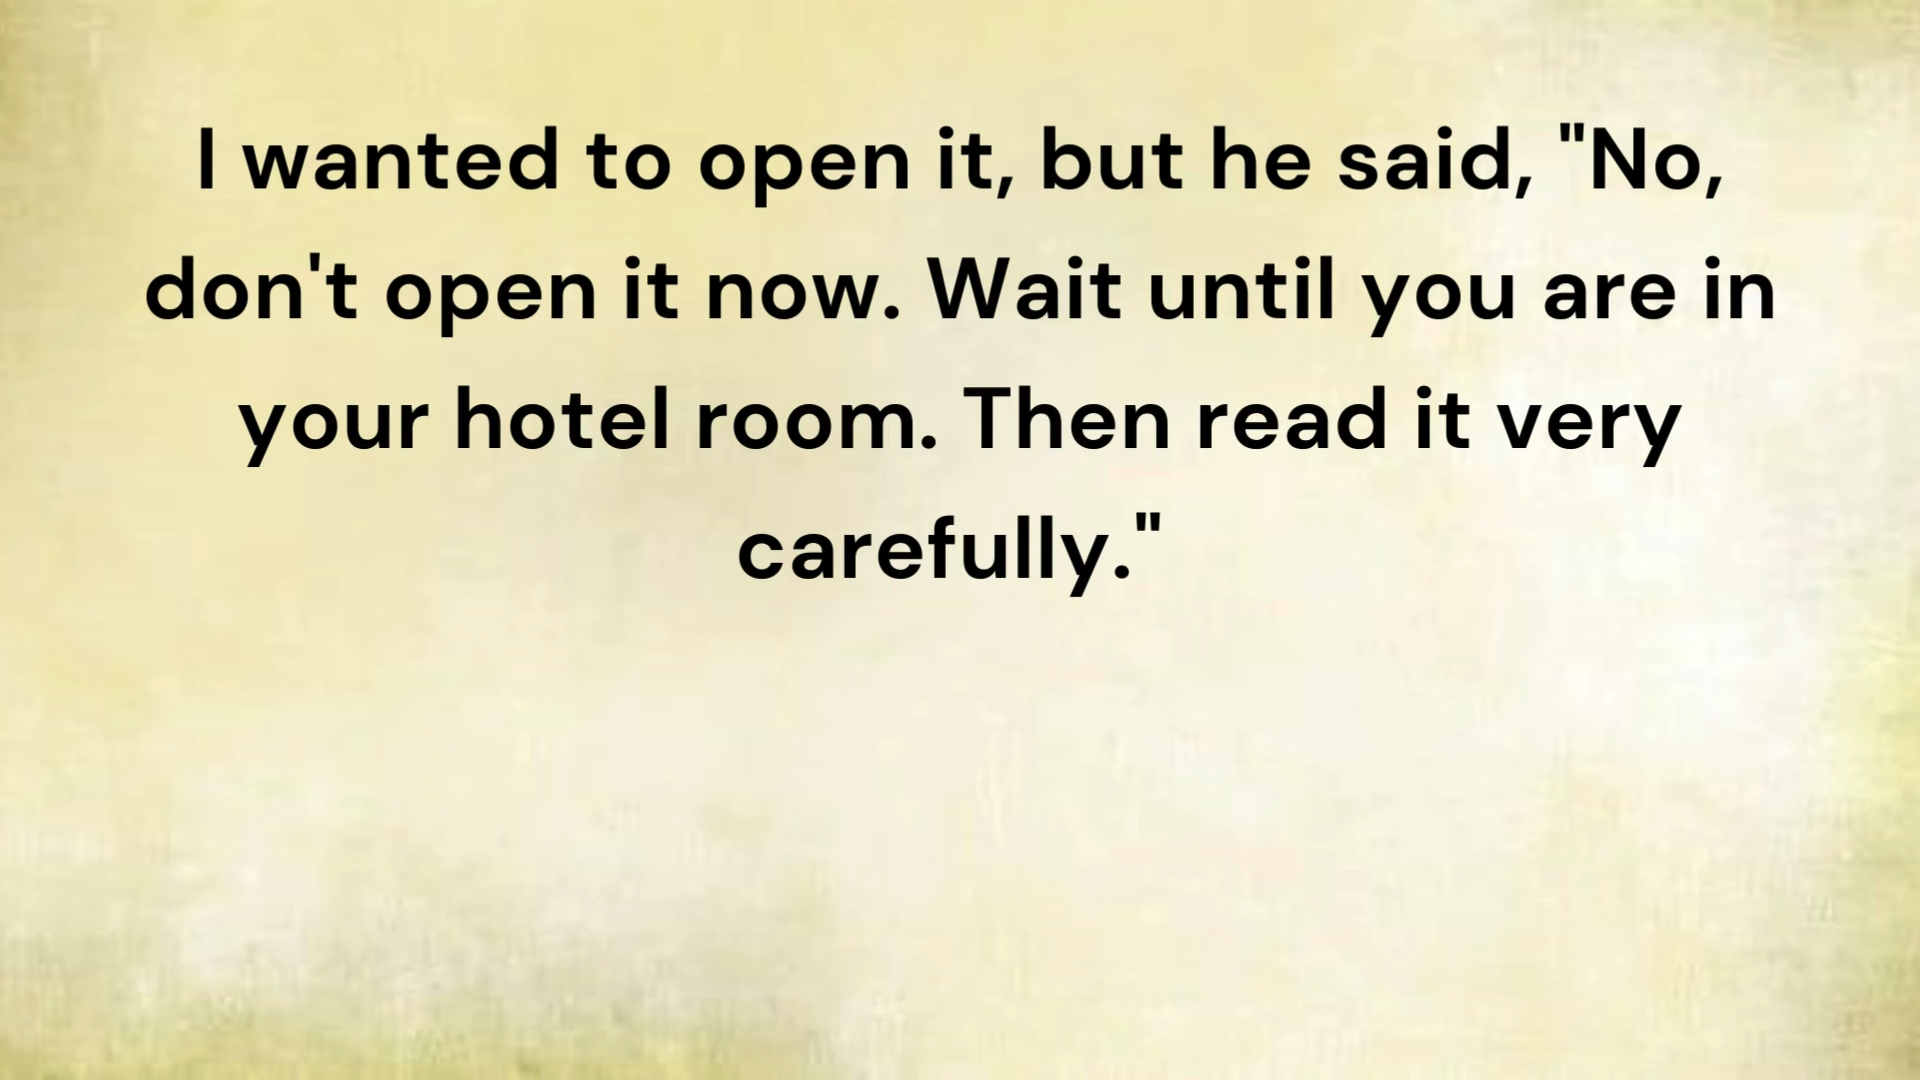 I wanted to open it, but he said, "No,
don't open it now. Wait until you are in
your hotel room. Then read it very
carefully."